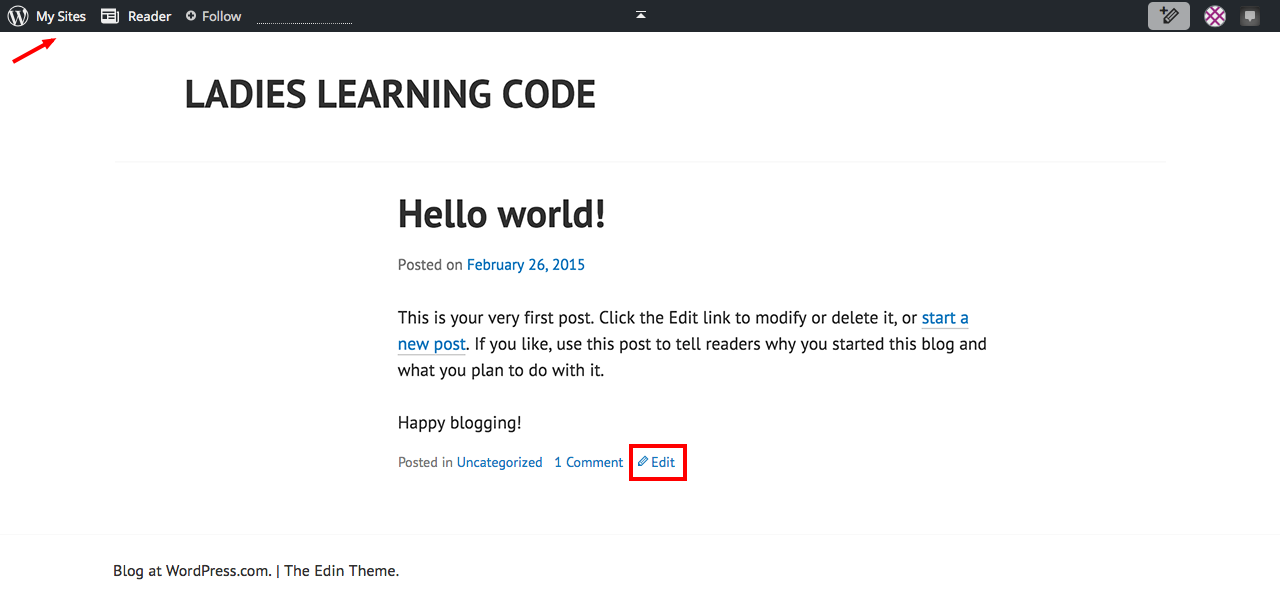 My Sites Reader Follow
LADIES LEARNING CODE
Hello world!
Posted on February 26, 2015
This is your very first post. Click the Edit link to modify or delete it, or start a
new post. If you like, use this post to tell readers why you started this blog and
what you plan to do with it.
Happy blogging!
Posted in Uncategorized 1 Comment Edit
Blog at WordPress.com. | The Edin Theme.